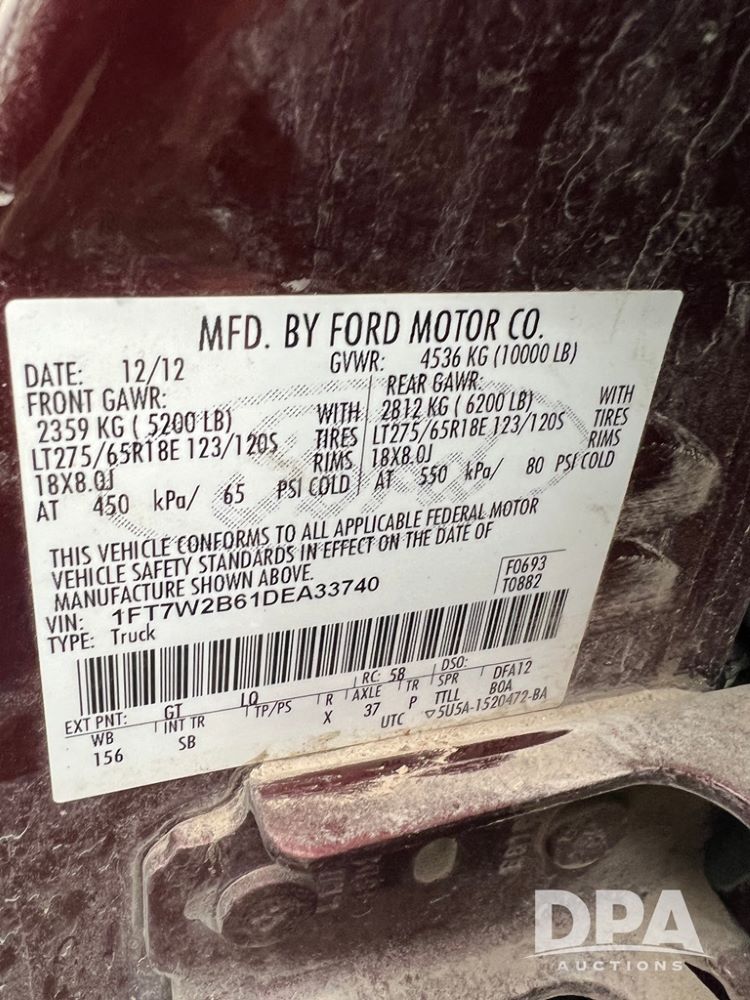 MFD. BY FORD MOTOR CO.
DATE: 12/12 GVWR: 4536 KG (10000 LB)
FRONT GAWR: REAR GAWR:
2359 KG ( 5200 LB) WITH 2812 KG ( 6200 LB) WITH
LT275/65R18E 123/120S TIRES LT275/65R18E 123/120S TIRES
18X8.0J RIMS 18X8.0J RIMS
AT 450 kPa/ 65 PSI COLD AT 550 kPa/ 80 PSI COLD
THIS VEHICLE CONFORMS TO ALL APPLICABLE FEDERAL MOTOR
VEHICLE SAFETY STANDARDS IN EFFECT ON THE DATE OF
MANUFACTURE SHOWN ABOVE.
VIN: 1FT7W2B61DEA33740 F0693
TYPE: Truck T0882
EXT PNT: GT LQ RC: 58 DSO: DFA12
WB INT TR TP/PS R AXLE TR SPR BOA
156 SB X 37 P TTLL
UTC ▽5U5A-1520472-BA
DPA
AUCTIONS